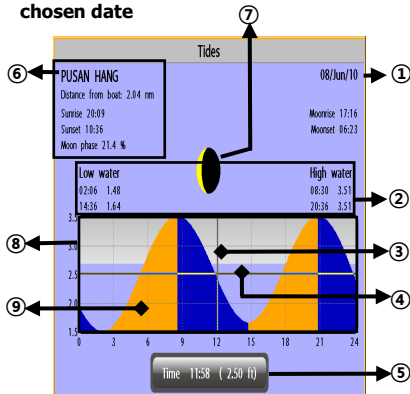 chosen date
⑦
Tides
⑥ PUSAN HANG 08/Jun/10 ①
Distance from boat: 2.04 nm
Sunrise 20:09 Moonrise 17:16
Sunset 10:36 Moonset 06:23
Moon phase 21.4 %
Low water High water
02:06 1.48 08:30 3.51 ②
14:36 1.64 20:36 3.51
3.5
⑧ 3.0 ③
2.5 ④
⑨ 2.0
1.5
0 3 6 9 12 15 18 21 24
Time 11:58 ( 2.50 ft) ⑤